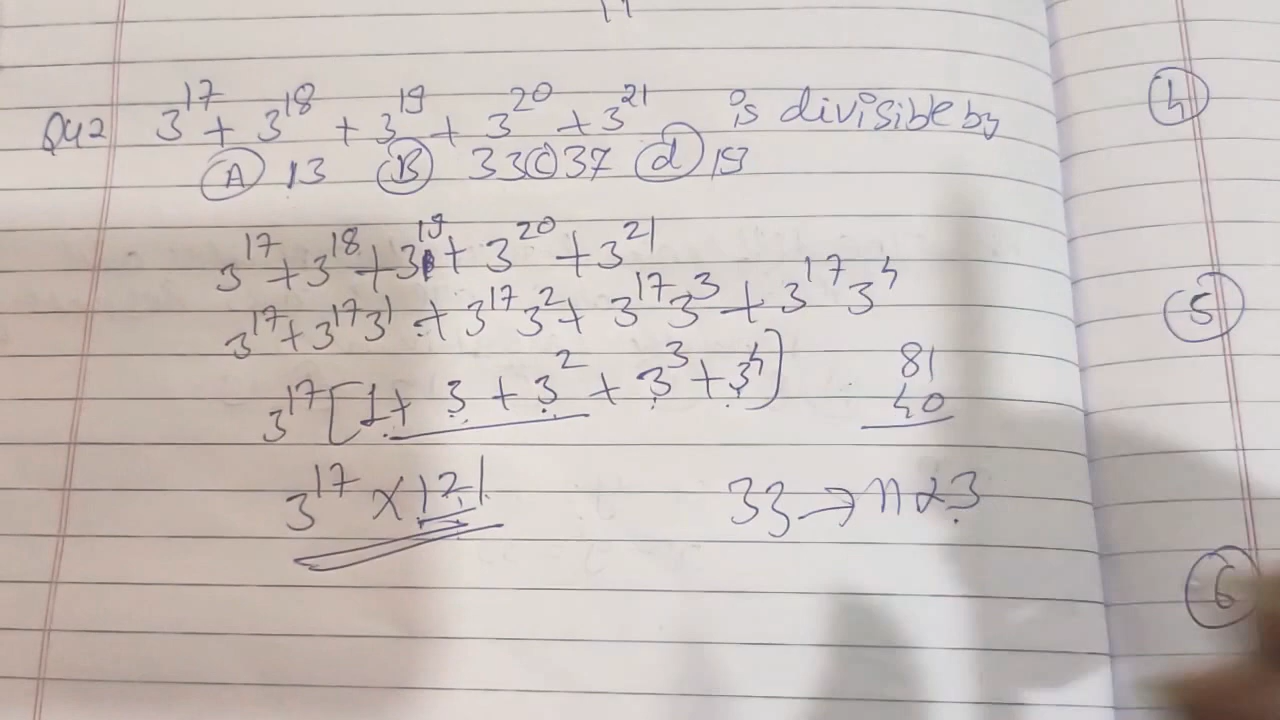 Q42 3^17 + 3^18 + 3^19 + 3^20 + 3^21 is divisible by
(A) 13 (B) 33 (C) 37 (d)
3^17 + 3^18 + 3^19 + 3^20 + 3^21
3^17 + 3^17 3^1 + 3^17 3^2 + 3^17 3^3 + 3^17 3^4
3^17 [1 + 3 + 3^2 + 3^3 + 3^4]
81
40
3^17 × 121
33 → 11 & 3
4
5
6